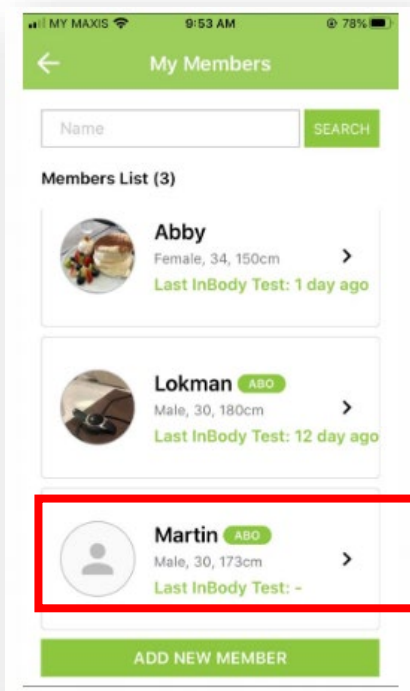 MY MAXIS 9:53 AM 78%
My Members
Name SEARCH
Members List (3)
Abby
Female, 34, 150cm
Last InBody Test: 1 day ago
Lokman ABO
Male, 30, 180cm
Last InBody Test: 12 day ago
Martin ABO
Male, 30, 173cm
Last InBody Test: -
ADD NEW MEMBER